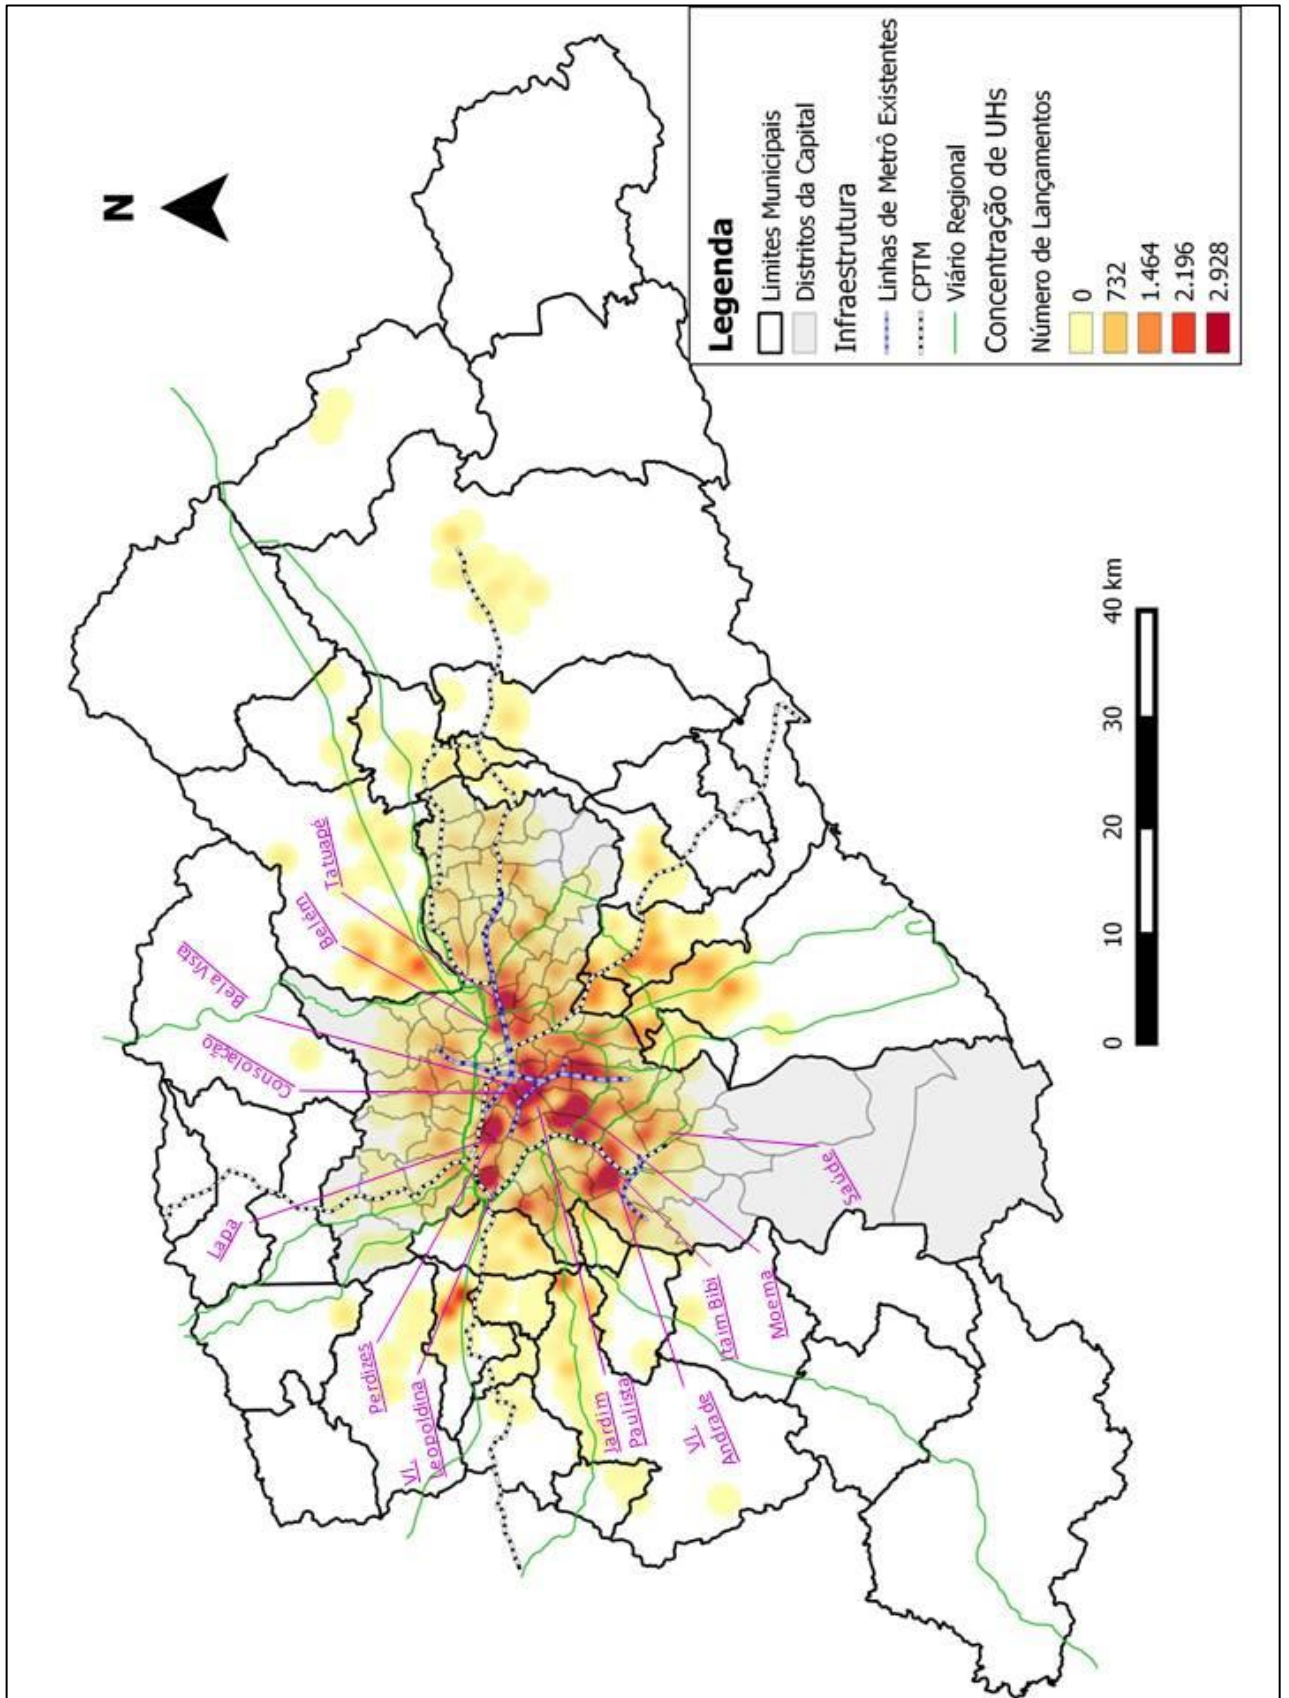 N
Tatuapé
Belém
Bela Vista
Consolação
Lapa
Perdizes
VL.
Leopoldina
Jardim
Paulista
VL.
Andrade
Itaim Bibi
Moema
Saúde
Legenda
Limites Municipais
Distritos da Capital
Infraestrutura
Linhas de Metrô Existentes
CPTM
Viário Regional
Concentração de UHs
Número de Lançamentos
0
732
1.464
2.196
2.928
0 10 20 30 40 km